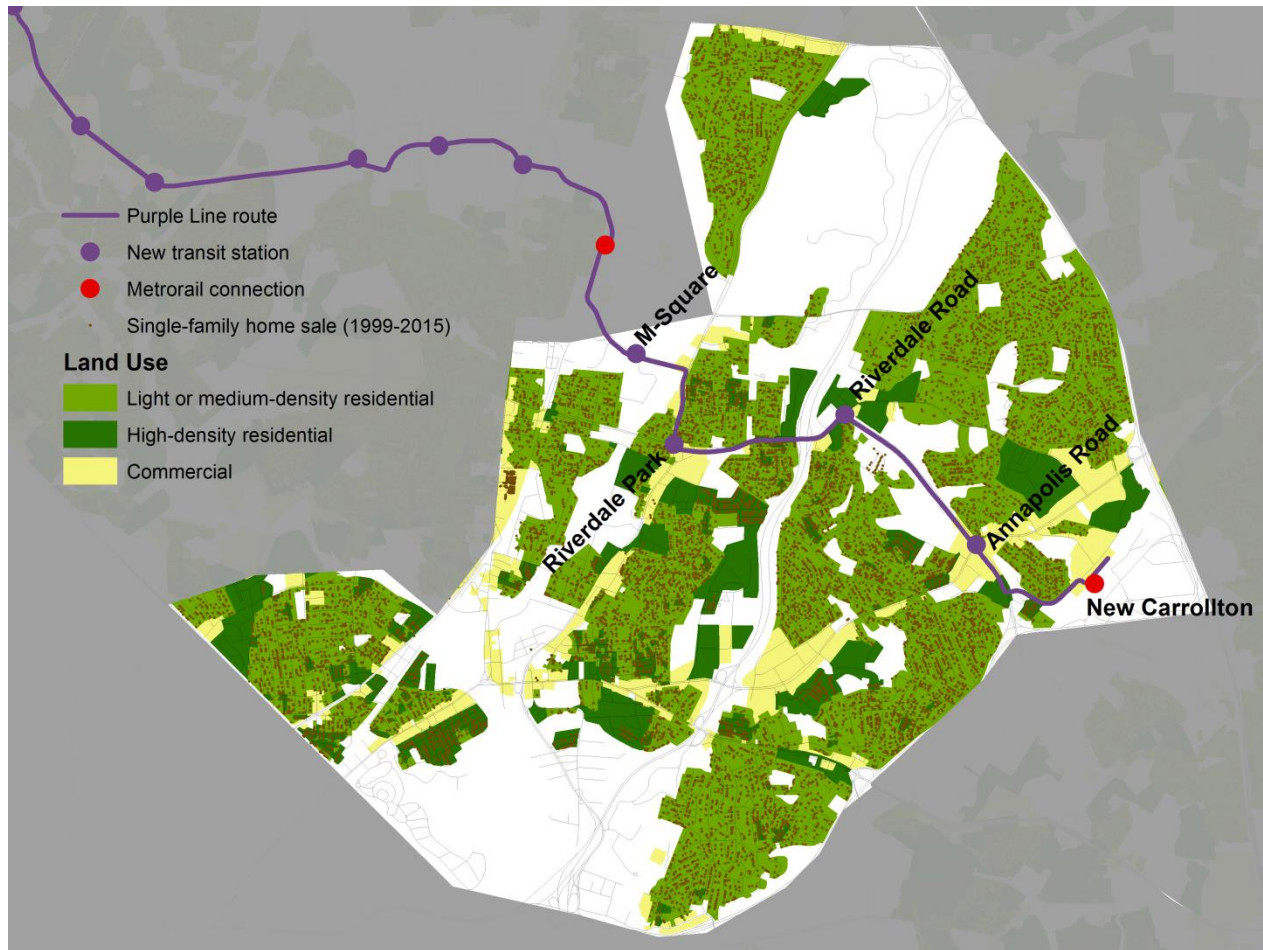 Purple Line route
New transit station
Metrorail connection
Single-family home sale (1999-2015)
Land Use
Light or medium-density residential
High-density residential
Commercial
M-Square
Riverdale Road
Riverdale Park
Annapolis Road
New Carrollton